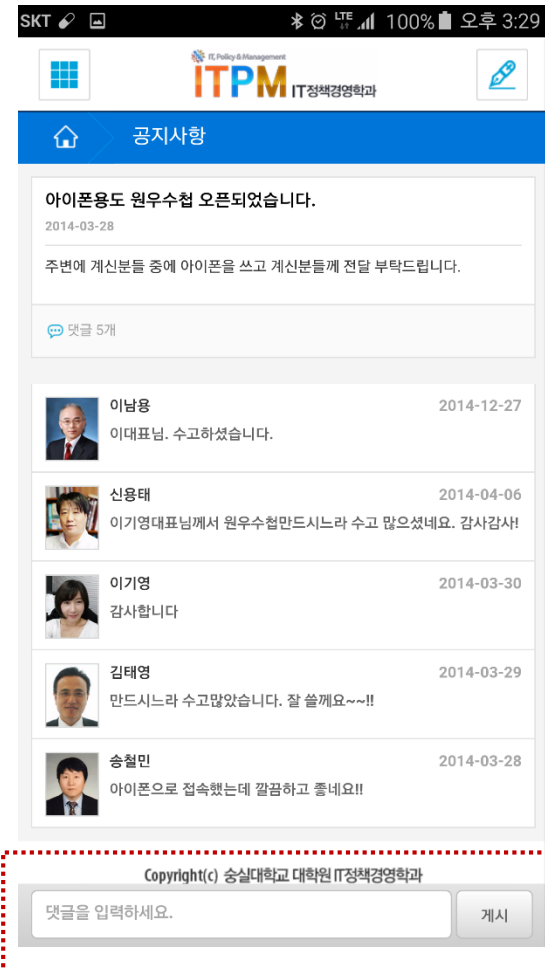 SKT LTE 100% 오후 3:29
IT, Policy & Management
ITPM IT정책경영학과
공지사항
아이폰용도 원우수첩 오픈되었습니다.
2014-03-28
주변에 계신분들 중에 아이폰을 쓰고 계신분들께 전달 부탁드립니다.
댓글 5개
이남용 2014-12-27
이대표님. 수고하셨습니다.
신용태 2014-04-06
이기영대표님께서 원우수첩만드시느라 수고 많으셨네요. 감사감사!
이기영 2014-03-30
감사합니다
김태영 2014-03-29
만드시느라 수고많았습니다. 잘 쓸께요~~!!
송철민 2014-03-28
아이폰으로 접속했는데 깔끔하고 좋네요!!
Copyright(c) 숭실대학교 대학원 IT정책경영학과
댓글을 입력하세요. 게시